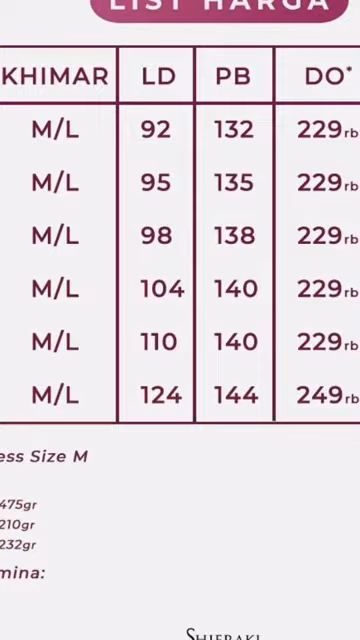 LIST HARGA
KHIMAR LD PB DO*
M/L 92 132 229rb
M/L 95 135 229rb
M/L 98 138 229rb
M/L 104 140 229rb
M/L 110 140 229rb
M/L 124 144 249rb
ess Size M
475gr
210gr
232gr
mina: